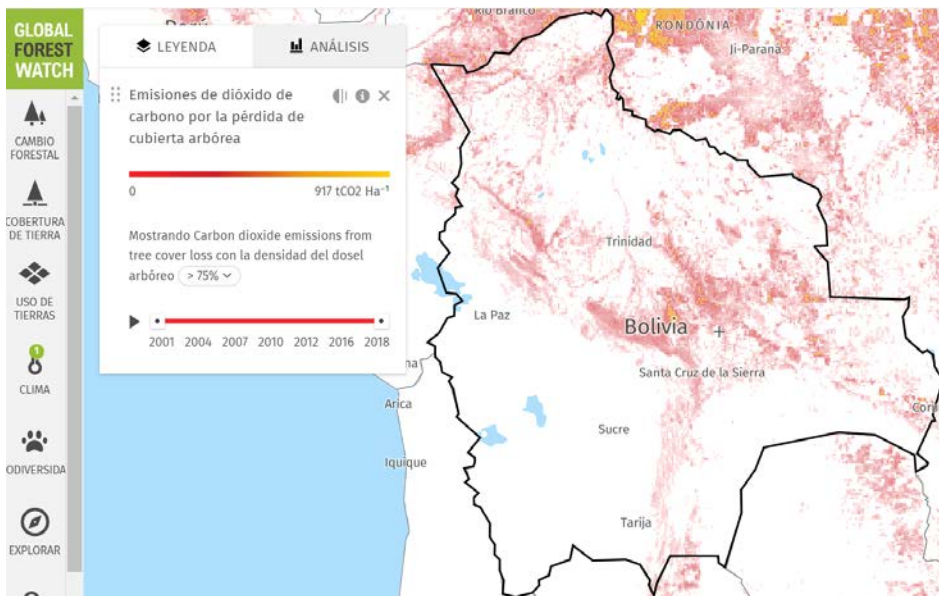 GLOBAL
FOREST
WATCH
CAMBIO
FORESTAL
COBERTURA
DE TIERRA
USO DE
TIERRAS
1
CLIMA
ODIVERSIDA
EXPLORAR
LEYENDA
ANÁLISIS
Emisiones de dióxido de
carbono por la pérdida de
cubierta arbórea
0
917 tCO2 Ha⁻¹
Mostrando Carbon dioxide emissions from
tree cover loss con la densidad del dosel
arbóreo > 75%
2001 2004 2007 2010 2012 2016 2018
Rio Branco
RONDÔNIA
Ji-Paraná
Trinidad
La Paz
Bolivia
Santa Cruz de la Sierra
Arica
Sucre
Iquique
Tarija